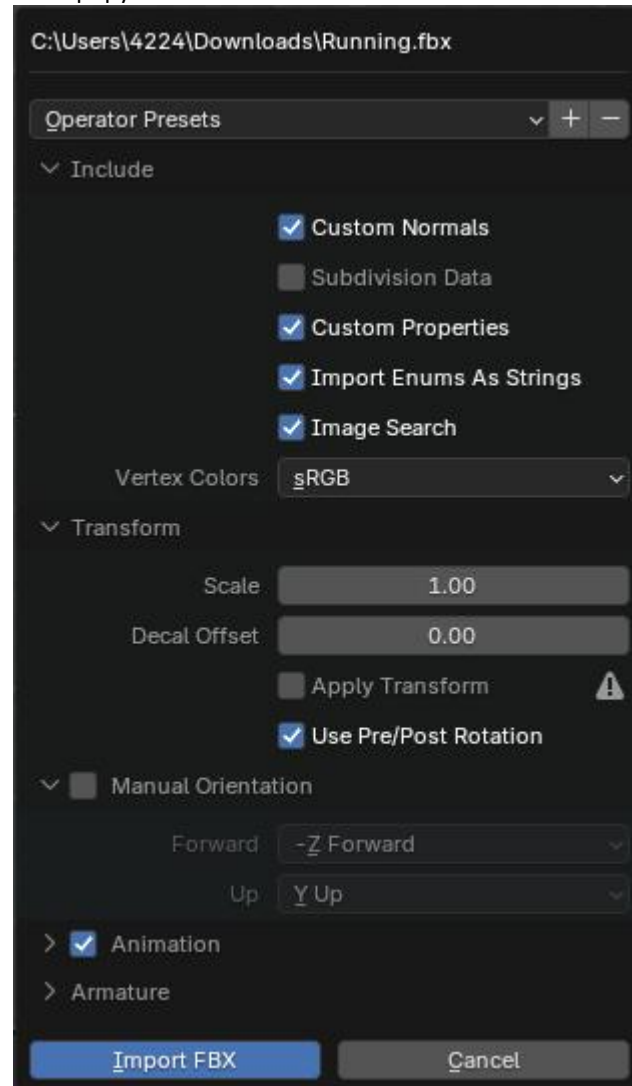 C:\Users\4224\Downloads\Running.fbx
Operator Presets
Include
Custom Normals
Subdivision Data
Custom Properties
Import Enums As Strings
Image Search
Vertex Colors sRGB
Transform
Scale 1.00
Decal Offset 0.00
Apply Transform
Use Pre/Post Rotation
Manual Orientation
Forward -Z Forward
Up Y Up
Animation
Armature
Import FBX Cancel